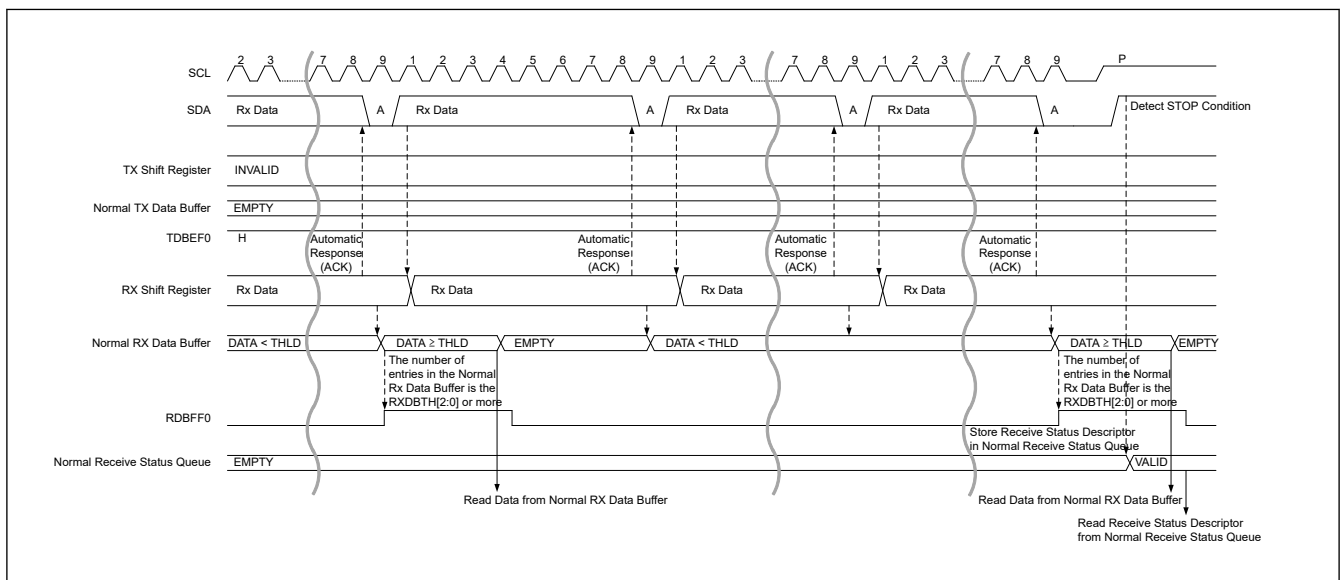 SCL 2 3 7 8 9 1 2 3 4 5 6 7 8 9 1 2 3 7 8 9 1 2 3 7 8 9 P
SDA Rx Data A Rx Data A Rx Data A Rx Data A Detect STOP Condition
TX Shift Register INVALID
Normal TX Data Buffer EMPTY
TDBEF0 H
Automatic
Response
(ACK)
Automatic
Response
(ACK)
Automatic
Response
(ACK)
Automatic
Response
(ACK)
RX Shift Register Rx Data Rx Data Rx Data Rx Data
Normal RX Data Buffer DATA < THLD DATA ≥ THLD EMPTY DATA < THLD DATA ≥ THLD EMPTY
The number of
entries in the Normal
Rx Data Buffer is the
RXDBTH[2:0] or more
The number of
entries in the Normal
Rx Data Buffer is the
RXDBTH[2:0] or more
RDBFF0
Store Receive Status Descriptor
in Normal Receive Status Queue
Normal Receive Status Queue EMPTY VALID
Read Data from Normal RX Data Buffer
Read Data from Normal RX Data Buffer
Read Receive Status Descriptor
from Normal Receive Status Queue